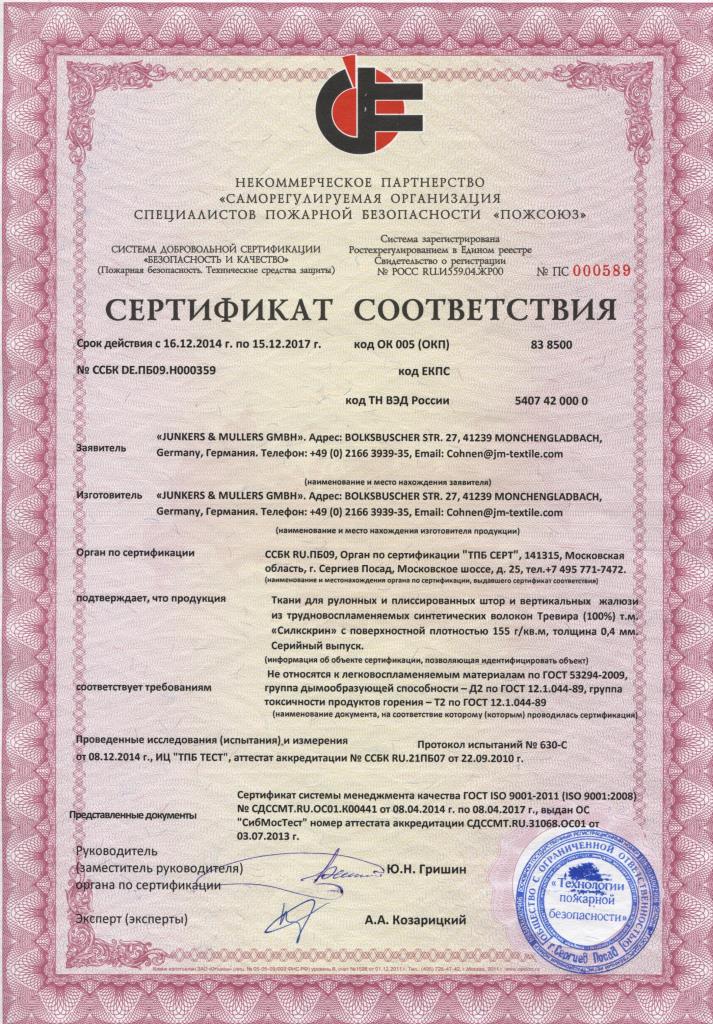 НЕКОММЕРЧЕСКОЕ ПАРТНЕРСТВО
«САМОРЕГУЛИРУЕМАЯ ОРГАНИЗАЦИЯ
СПЕЦИАЛИСТОВ ПОЖАРНОЙ БЕЗОПАСНОСТИ «ПОЖСОЮЗ»
СИСТЕМА ДОБРОВОЛЬНОЙ СЕРТИФИКАЦИИ
«БЕЗОПАСНОСТЬ И КАЧЕСТВО»
(Пожарная безопасность. Технические средства защиты)
Система зарегистрирована
Ростехрегулированием в Едином реестре
Свидетельство о регистрации
№ РОСС RU.И559.04.ЖР00
№ ПС 000589
СЕРТИФИКАТ СООТВЕТСТВИЯ
Срок действия с 16.12.2014 г. по 15.12.2017 г. код ОК 005 (ОКП) 83 8500
№ ССБК DE.ПБ09.Н000359 код ЕКПС
код ТН ВЭД России 5407 42 000 0
Заявитель «JUNKERS & MULLERS GMBH». Адрес: BOLKSBUSCHER STR. 27, 41239 MONCHENGLADBACH,
Germany, Германия. Телефон: +49 (0) 2166 3939-35, Email: Cohnen@jm-textile.com
(наименование и место нахождения заявителя)
Изготовитель «JUNKERS & MULLERS GMBH». Адрес: BOLKSBUSCHER STR. 27, 41239 MONCHENGLADBACH,
Germany, Германия. Телефон: +49 (0) 2166 3939-35, Email: Cohnen@jm-textile.com
(наименование и место нахождения изготовителя продукции)
Орган по сертификации ССБК RU.ПБ09, Орган по сертификации "ТПБ СЕРТ", 141315, Московская
область, г. Сергиев Посад, Московское шоссе, д. 25, тел.+7 495 771-7472.
(наименование и местонахождения органа по сертификации, выдавшего сертификат соответствия)
подтверждает, что продукция Ткани для рулонных и плиссированных штор и вертикальных жалюзи
из трудновоспламеняемых синтетических волокон Тревира (100%) т.м.
«Силкскрин» с поверхностной плотностью 155 г/кв.м, толщина 0,4 мм.
Серийный выпуск.
(информация об объекте сертификации, позволяющая идентифицировать объект)
соответствует требованиям Не относятся к легковоспламеняемым материалам по ГОСТ 53294-2009,
группа дымообразующей способности – Д2 по ГОСТ 12.1.044-89, группа
токсичности продуктов горения – Т2 по ГОСТ 12.1.044-89
(наименование документа, на соответствие которому (которым) проводилась сертификация)
Проведенные исследования (испытания) и измерения Протокол испытаний № 630-С
от 08.12.2014 г., ИЦ "ТПБ ТЕСТ", аттестат аккредитации № ССБК RU.21ПБ07 от 22.09.2010 г.
Представленные документы Сертификат системы менеджмента качества ГОСТ ISO 9001-2011 (ISO 9001:2008)
№ СДССМТ.RU.ОС01.К00441 от 08.04.2014 г. по 08.04.2017 г., выдан ОС
"СибМосТест" номер аттестата аккредитации СДССМТ.RU.31068.ОС01 от
03.07.2013 г.
Руководитель
(заместитель руководителя) Ю.Н. Гришин
органа по сертификации
Эксперт (эксперты) А.А. Козарицкий
ОБЩЕСТВО С ОГРАНИЧЕННОЙ ОТВЕТСТВЕННОСТЬЮ
«Технологии
пожарной
безопасности»
г. Сергиев Посад